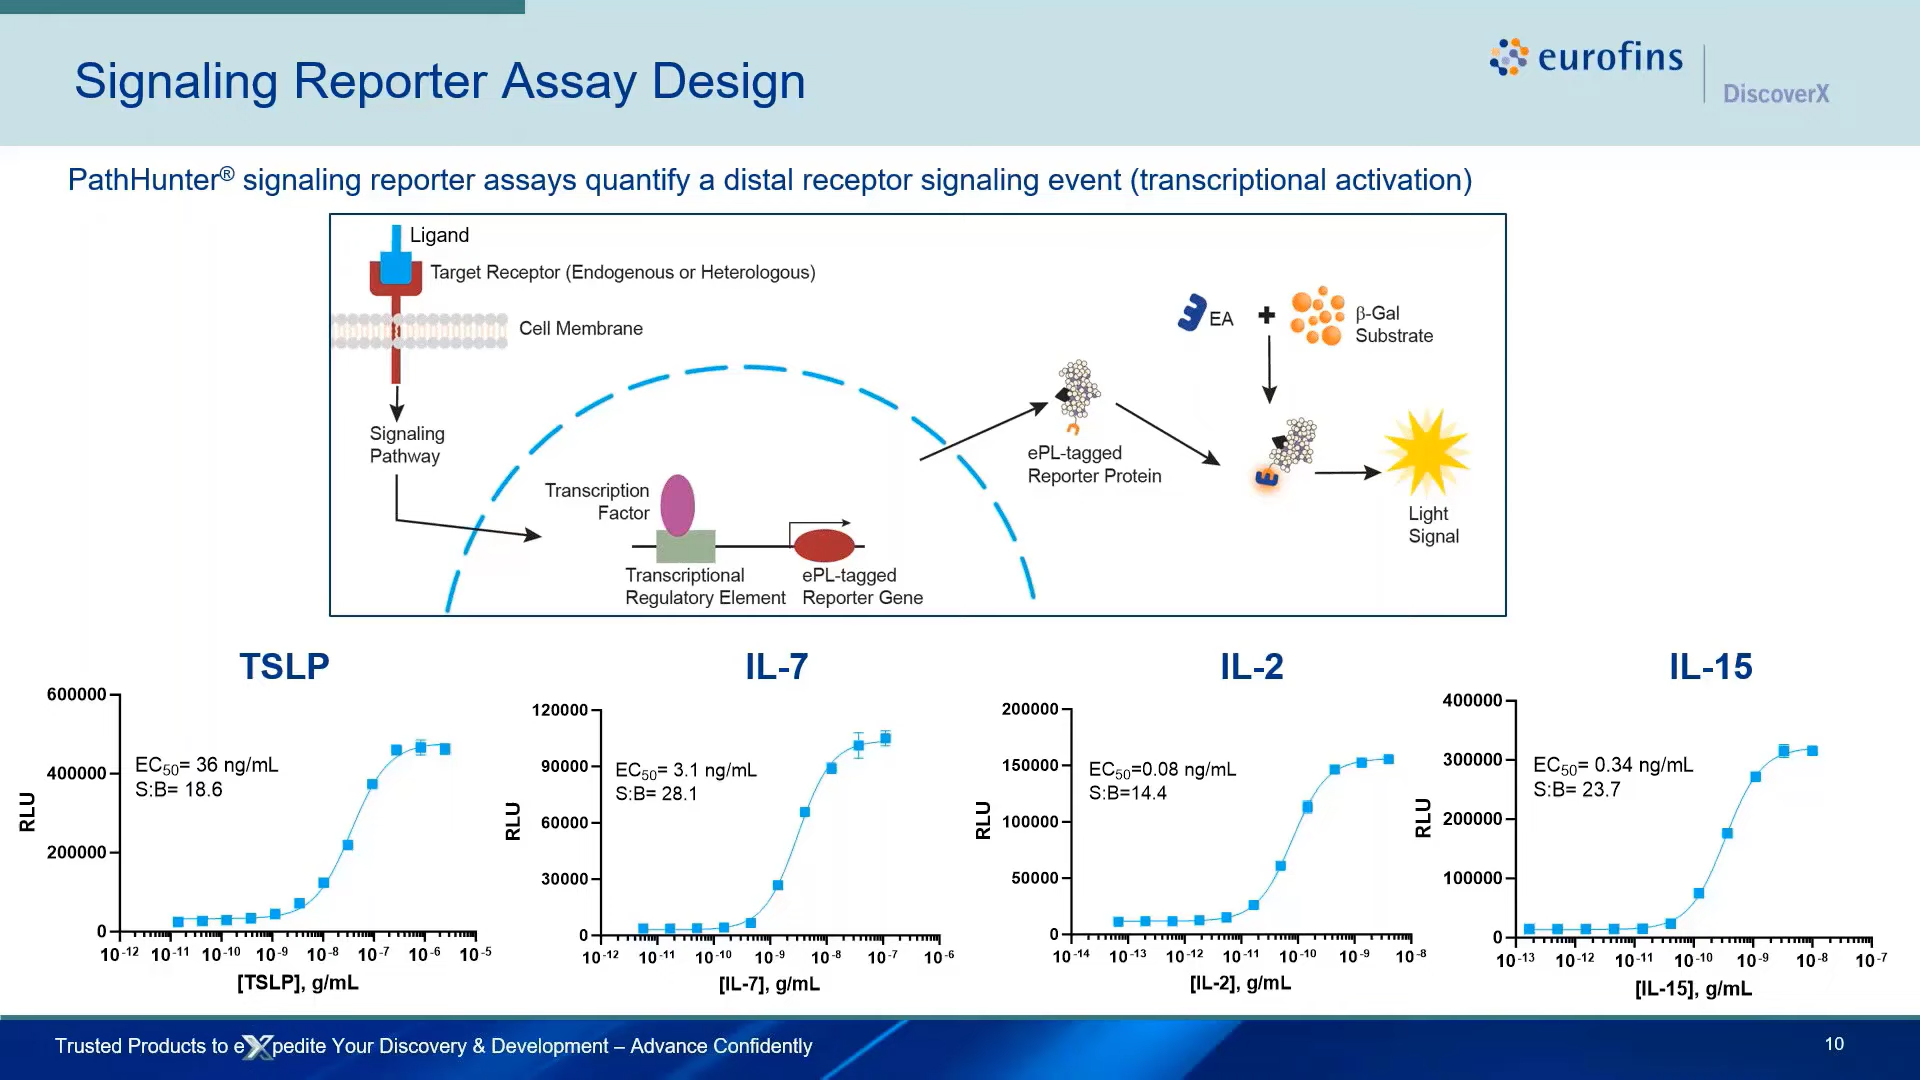 Signaling Reporter Assay Design
eurofins
DiscoverX
PathHunter® signaling reporter assays quantify a distal receptor signaling event (transcriptional activation)
Ligand
Target Receptor (Endogenous or Heterologous)
Cell Membrane
Signaling
Pathway
Transcription
Factor
Transcriptional
Regulatory Element
ePL-tagged
Reporter Gene
ePL-tagged
Reporter Protein
EA
+
β-Gal
Substrate
Light
Signal
TSLP
600000
400000
200000
0
RLU
EC50= 36 ng/mL
S:B= 18.6
10-12 10-11 10-10 10-9 10-8 10-7 10-6 10-5
[TSLP], g/mL
IL-7
120000
90000
60000
30000
0
RLU
EC50= 3.1 ng/mL
S:B= 28.1
10-12 10-11 10-10 10-9 10-8 10-7 10-6
[IL-7], g/mL
IL-2
200000
150000
100000
50000
0
RLU
EC50=0.08 ng/mL
S:B=14.4
10-14 10-13 10-12 10-11 10-10 10-9 10-8
[IL-2], g/mL
IL-15
400000
300000
200000
100000
0
RLU
EC50= 0.34 ng/mL
S:B= 23.7
10-13 10-12 10-11 10-10 10-9 10-8 10-7
[IL-15], g/mL
Trusted Products to eXpedite Your Discovery & Development – Advance Confidently
10